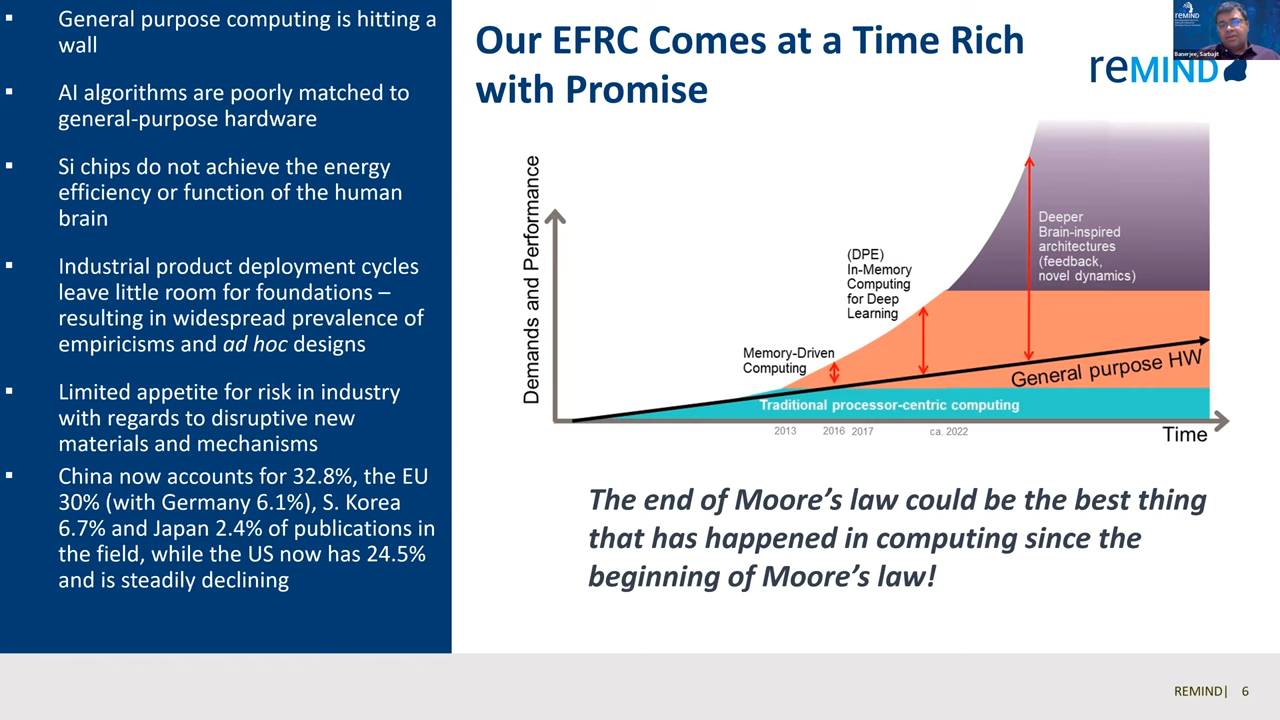 ▪ General purpose computing is hitting a
wall
▪ AI algorithms are poorly matched to
general-purpose hardware
▪ Si chips do not achieve the energy
efficiency or function of the human
brain
▪ Industrial product deployment cycles
leave little room for foundations –
resulting in widespread prevalence of
empiricisms and ad hoc designs
▪ Limited appetite for risk in industry
with regards to disruptive new
materials and mechanisms
▪ China now accounts for 32.8%, the EU
30% (with Germany 6.1%), S. Korea
6.7% and Japan 2.4% of publications in
the field, while the US now has 24.5%
and is steadily declining
Our EFRC Comes at a Time Rich
with Promise
reMIND
Banerjee, Sarbajit
reMIND
Demands and Performance
Deeper
Brain-inspired
architectures
(feedback,
novel dynamics)
(DPE)
In-Memory
Computing
for Deep
Learning
Memory-Driven
Computing
General purpose HW
Traditional processor-centric computing
2013 2016 2017 ca. 2022
Time
The end of Moore’s law could be the best thing
that has happened in computing since the
beginning of Moore’s law!
REMIND| 6